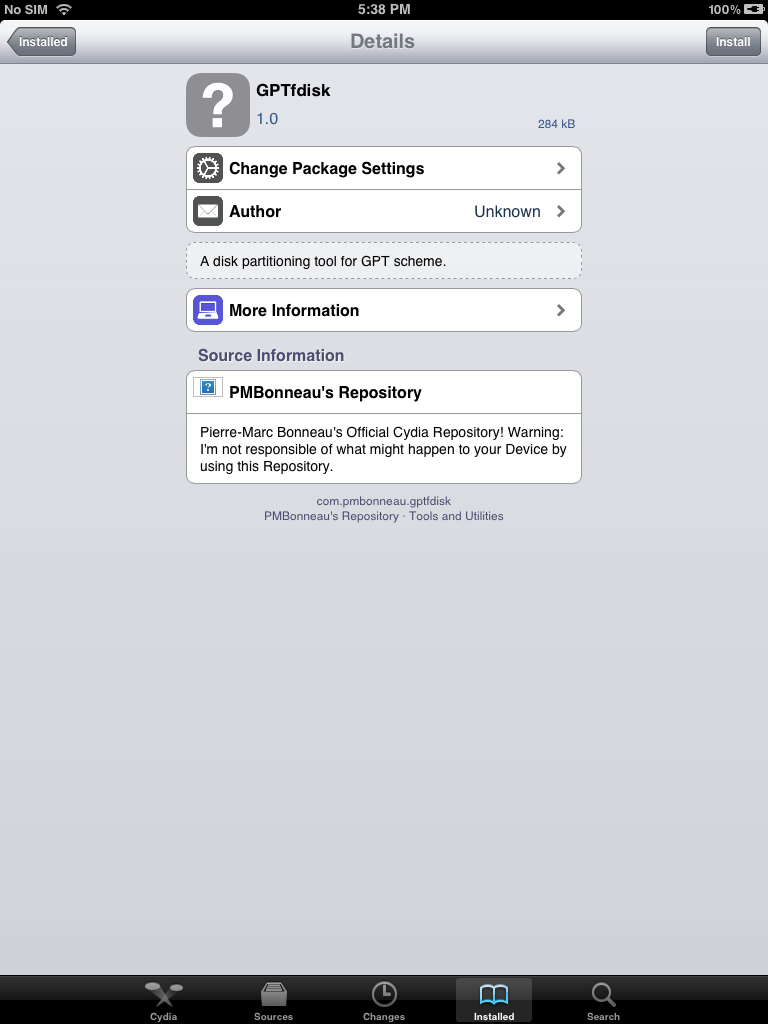 No SIM 5:38 PM 100%
Installed Details Install
?
GPTfdisk
1.0 284 kB
Change Package Settings
Author Unknown
A disk partitioning tool for GPT scheme.
More Information
Source Information
? PMBonneau's Repository
Pierre-Marc Bonneau's Official Cydia Repository! Warning:
I'm not responsible of what might happen to your Device by
using this Repository.
com.pmbonneau.gptfdisk
PMBonneau's Repository · Tools and Utilities
Cydia Sources Changes Installed Search